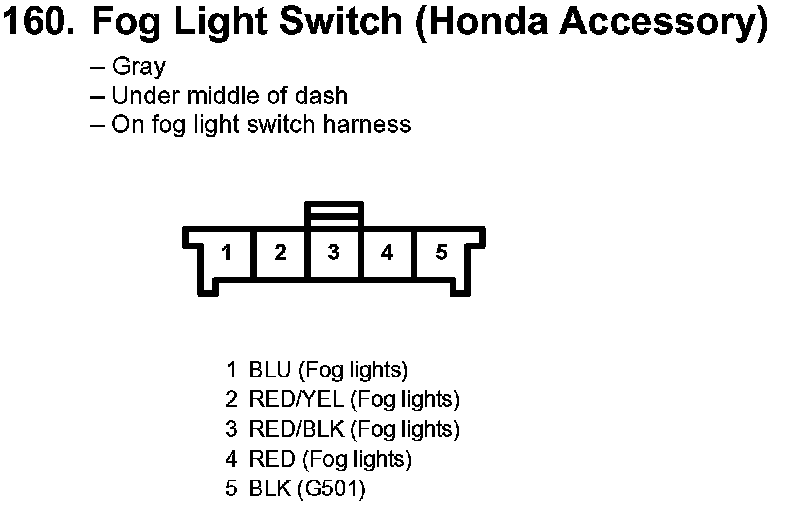 160. Fog Light Switch (Honda Accessory)
– Gray
– Under middle of dash
– On fog light switch harness
1 2 3 4 5
1 BLU (Fog lights)
2 RED/YEL (Fog lights)
3 RED/BLK (Fog lights)
4 RED (Fog lights)
5 BLK (G501)